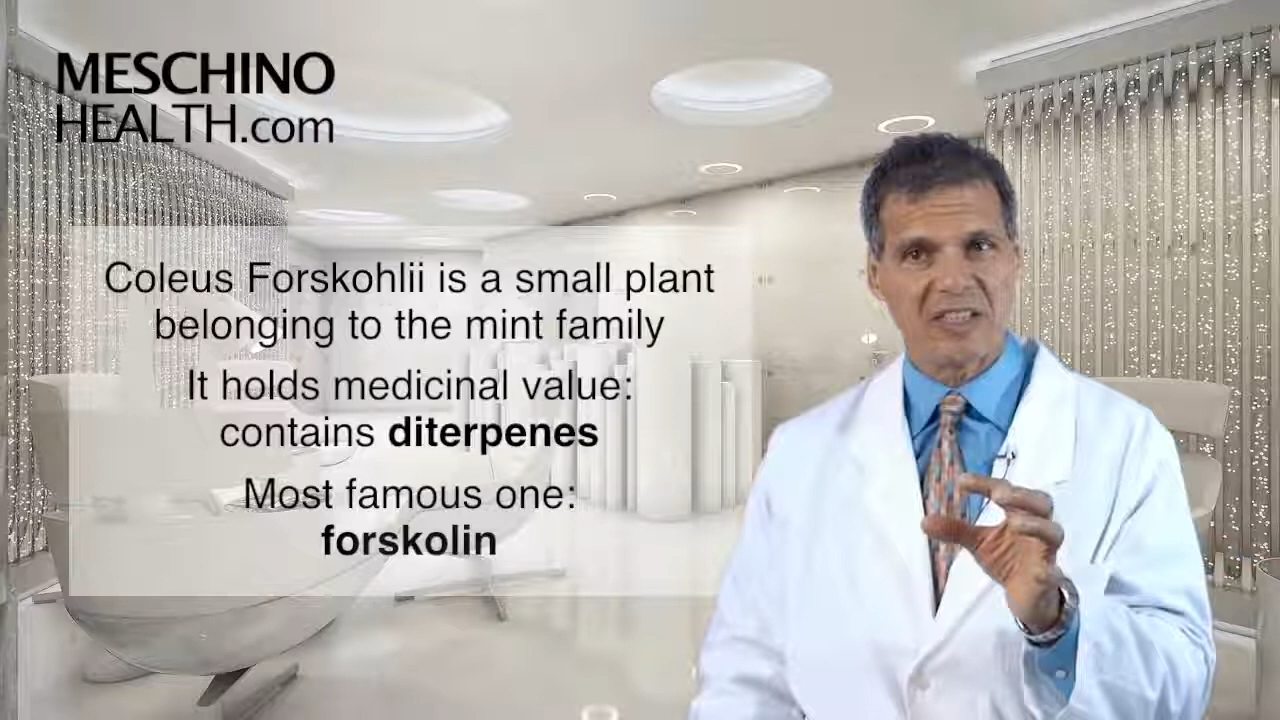 MESCHINO
HEALTH.com
Coleus Forskohlii is a small plant
belonging to the mint family
It holds medicinal value:
contains diterpenes
Most famous one:
forskolin